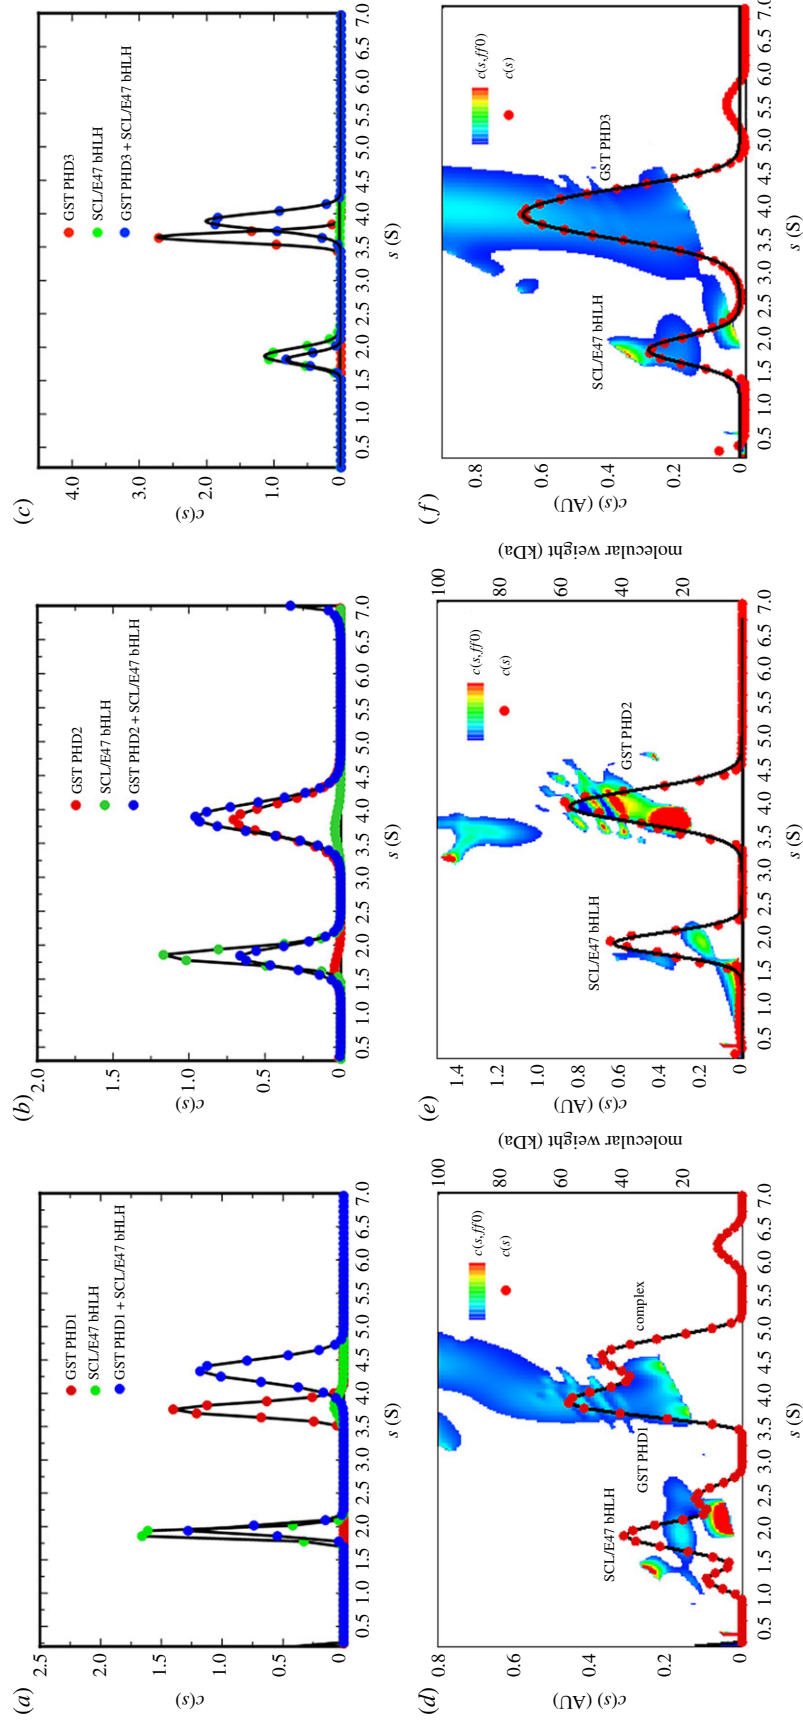 (a)
2.5
2.0
1.5
1.0
0.5
0
c(s)
GST PHD1
SCL/E47 bHLH
GST PHD1 + SCL/E47 bHLH
0.5 1.0 1.5 2.0 2.5 3.0 3.5 4.0 4.5 5.0 5.5 6.0 6.5 7.0
s (S)
(b)
2.0
1.5
1.0
0.5
0
c(s)
GST PHD2
SCL/E47 bHLH
GST PHD2 + SCL/E47 bHLH
0.5 1.0 1.5 2.0 2.5 3.0 3.5 4.0 4.5 5.0 5.5 6.0 6.5 7.0
s (S)
(c)
4.0
3.0
2.0
1.0
0
c(s)
GST PHD3
SCL/E47 bHLH
GST PHD3 + SCL/E47 bHLH
0.5 1.0 1.5 2.0 2.5 3.0 3.5 4.0 4.5 5.0 5.5 6.0 6.5 7.0
s (S)
(d)
0.8
0.6
0.4
0.2
0
c(s) (AU)
SCL/E47 bHLH
GST PHD1
complex
c(s,ff0)
c(s)
100
80
60
40
20
molecular weight (kDa)
0.5 1.0 1.5 2.0 2.5 3.0 3.5 4.0 4.5 5.0 5.5 6.0 6.5 7.0
s (S)
(e)
1.4
1.2
1.0
0.8
0.6
0.4
0.2
0
c(s) (AU)
SCL/E47 bHLH
GST PHD2
c(s,ff0)
c(s)
100
80
60
40
20
molecular weight (kDa)
0.5 1.0 1.5 2.0 2.5 3.0 3.5 4.0 4.5 5.0 5.5 6.0 6.5 7.0
s (S)
(f)
0.8
0.6
0.4
0.2
0
c(s) (AU)
SCL/E47 bHLH
GST PHD3
c(s,ff0)
c(s)
0.5 1.0 1.5 2.0 2.5 3.0 3.5 4.0 4.5 5.0 5.5 6.0 6.5 7.0
s (S)